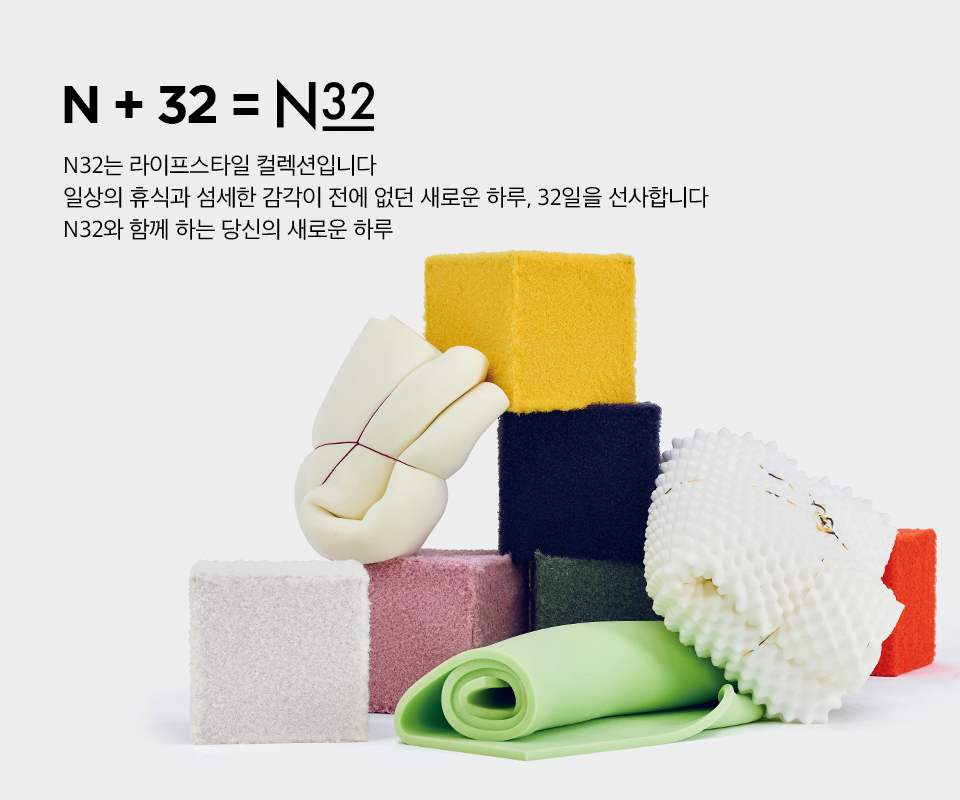 N + 32 = N32
N32는 라이프스타일 컬렉션입니다
일상의 휴식과 섬세한 감각이 전에 없던 새로운 하루, 32일을 선사합니다
N32와 함께 하는 당신의 새로운 하루